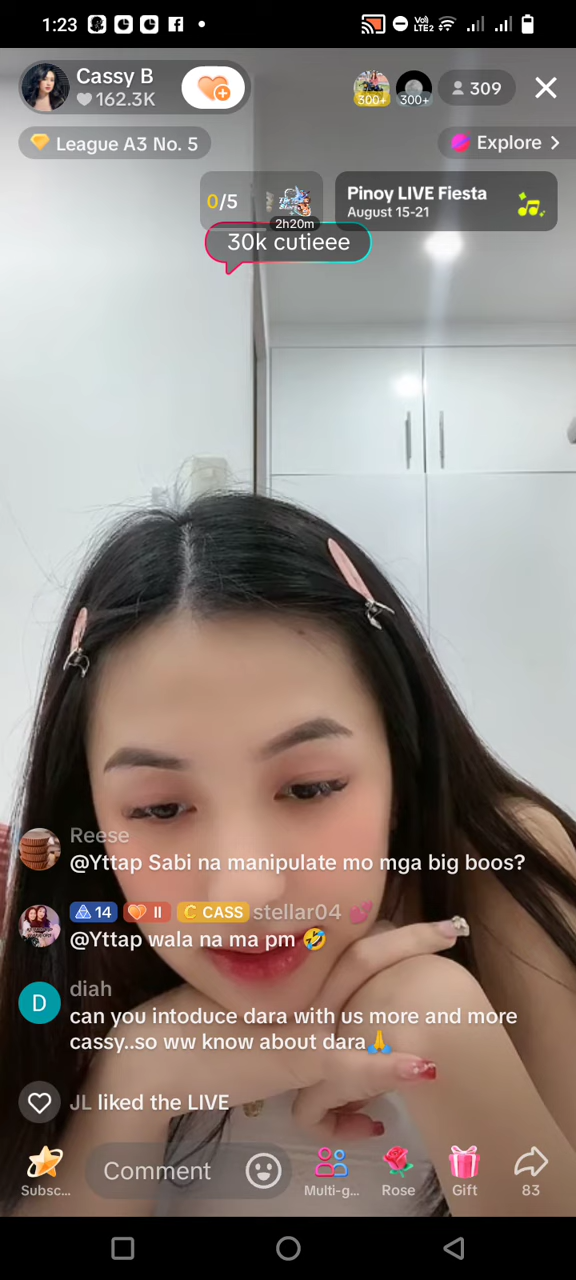 1:23
Vo) LTE2
Cassy B
162.3K
300+
300+
309
League A3 No. 5
Explore >
0/5
2h20m
Pinoy LIVE Fiesta
August 15-21
30k cutieee
Reese
@Yttap Sabi na manipulate mo mga big boos?
14 II C CASS stellar04 💕
@Yttap wala na ma pm 🤣
D
diah
can you intoduce dara with us more and more
cassy..so ww know about dara🙏
JL liked the LIVE
Subsc...
Comment
Multi-g...
Rose
Gift
83